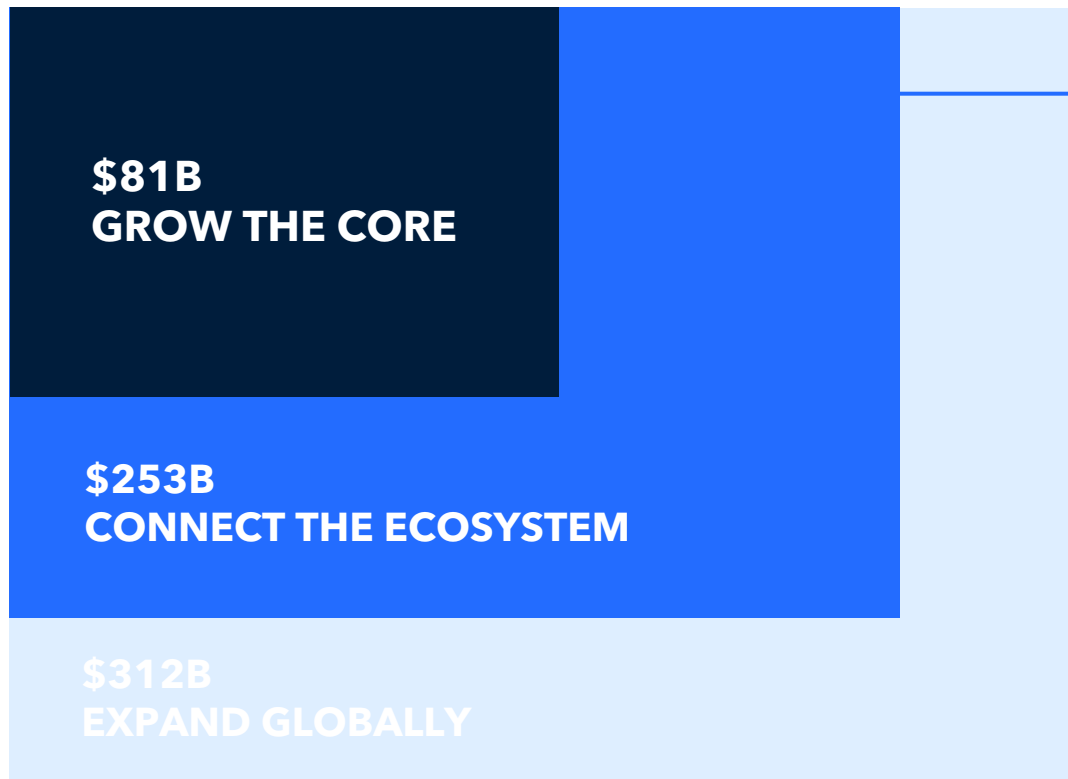 $81B
GROW THE CORE
$253B
CONNECT THE ECOSYSTEM
$312B
EXPAND GLOBALLY